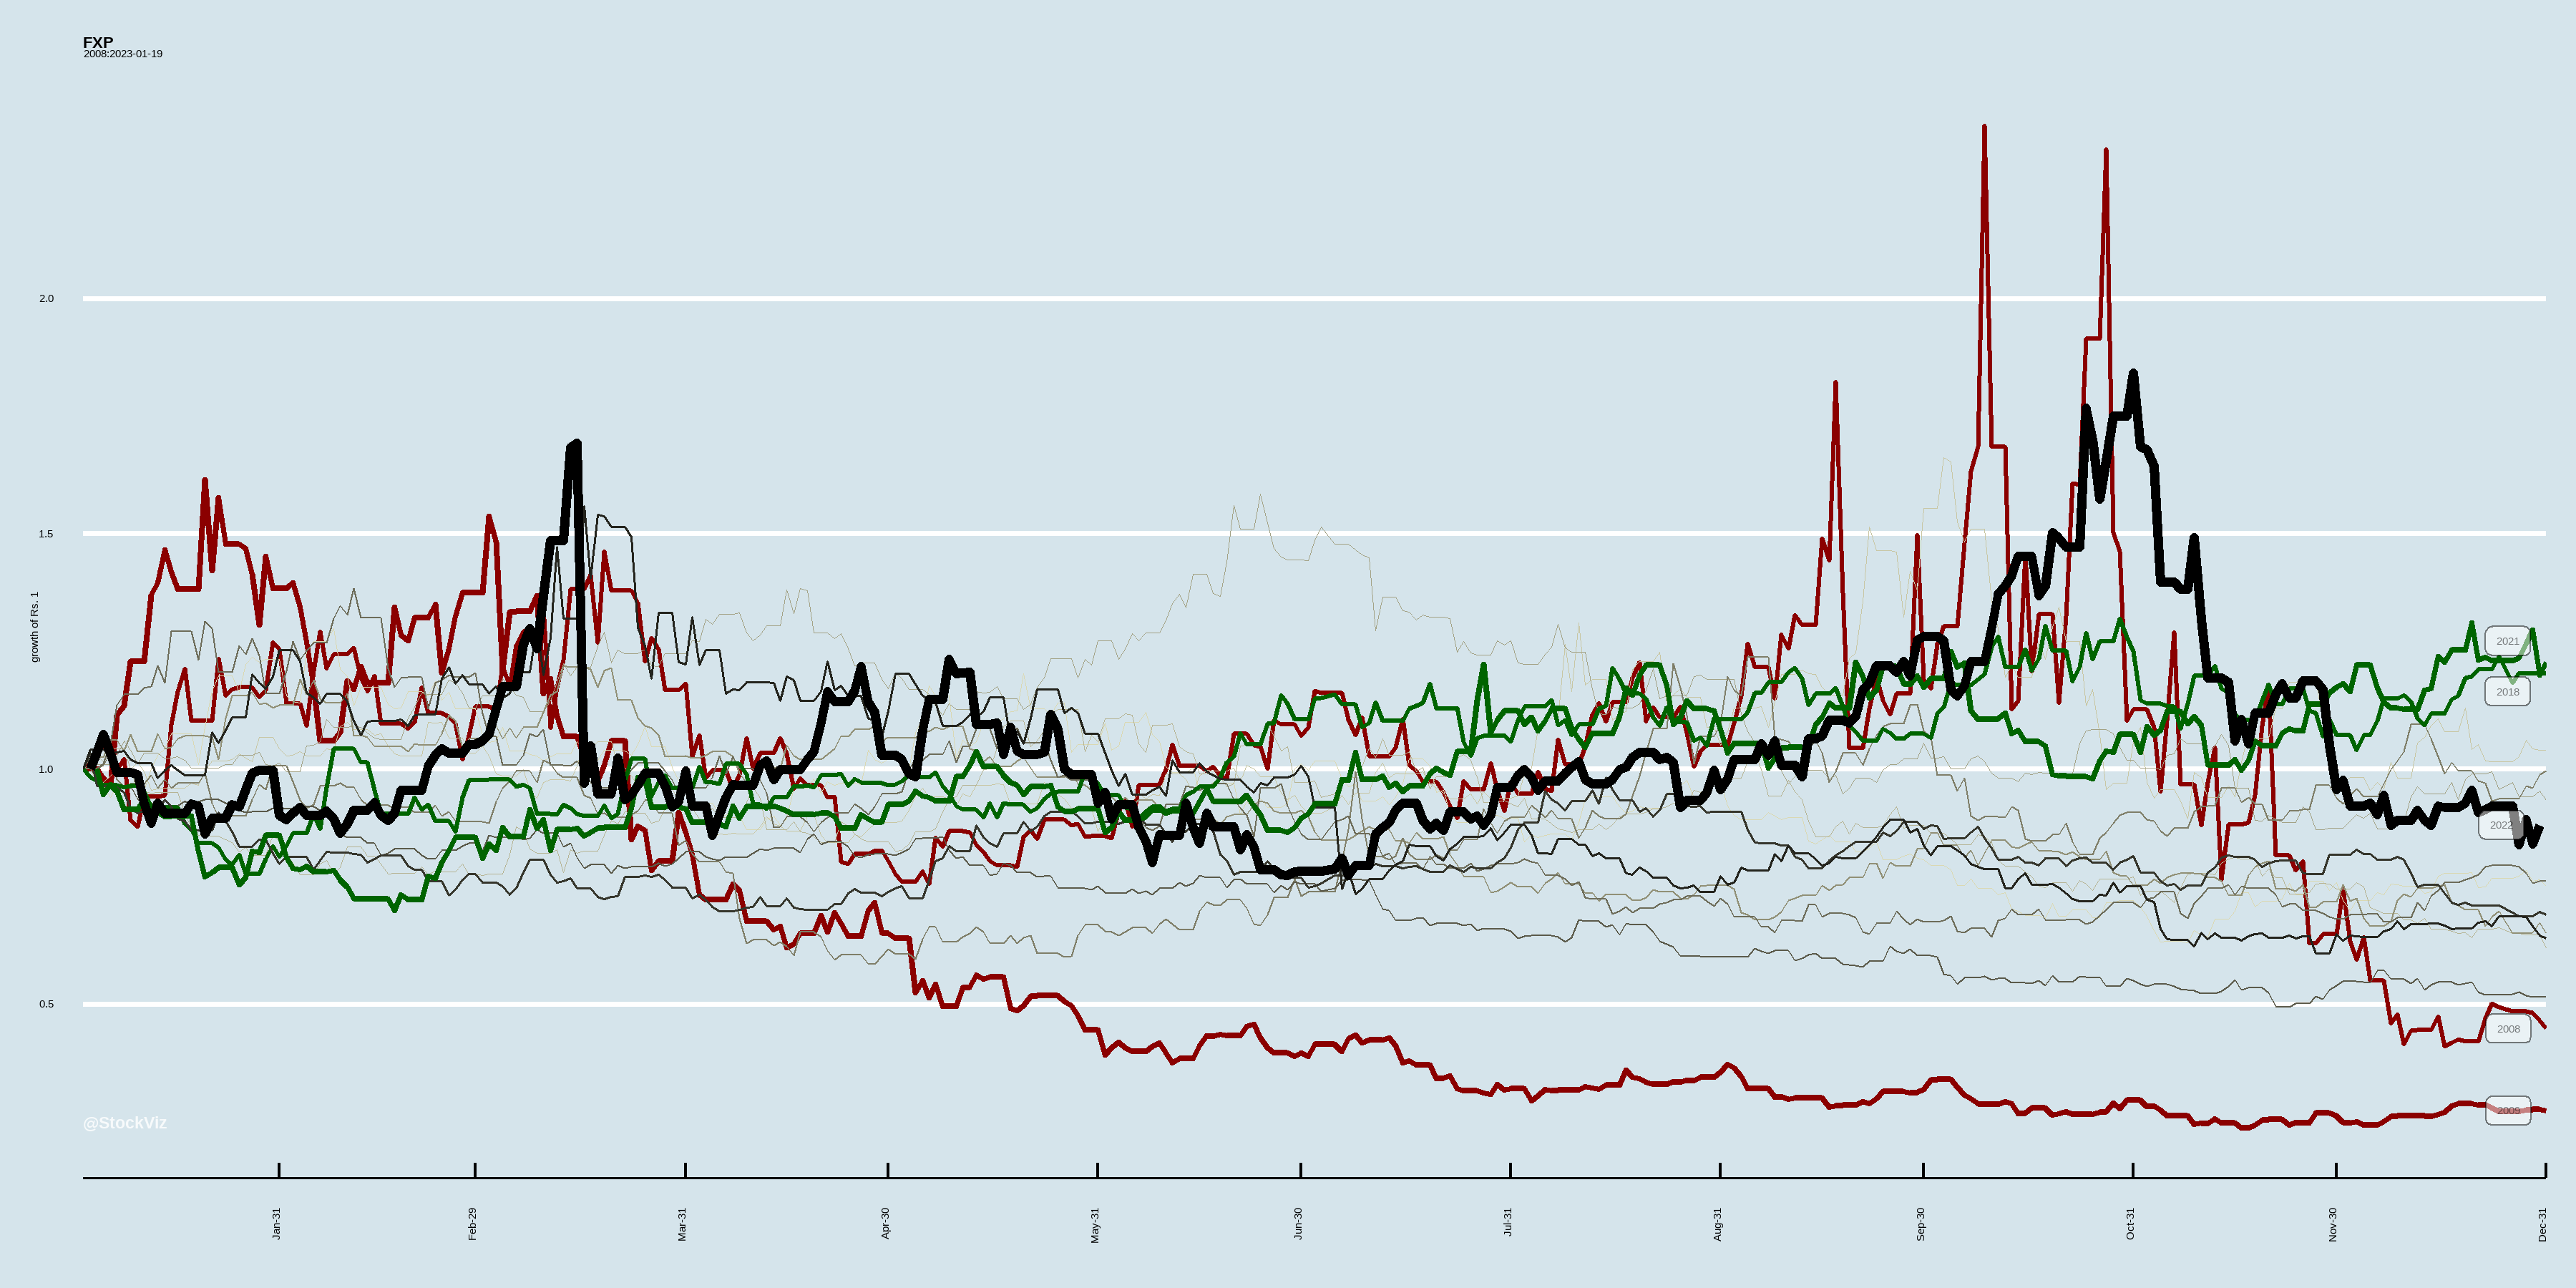 FXP
2008:2023-01-19
2.0
1.5
1.0
0.5
growth of Rs. 1
2021
2018
2022
2008
2009
@StockViz
Jan-31
Feb-29
Mar-31
Apr-30
May-31
Jun-30
Jul-31
Aug-31
Sep-30
Oct-31
Nov-30
Dec-31